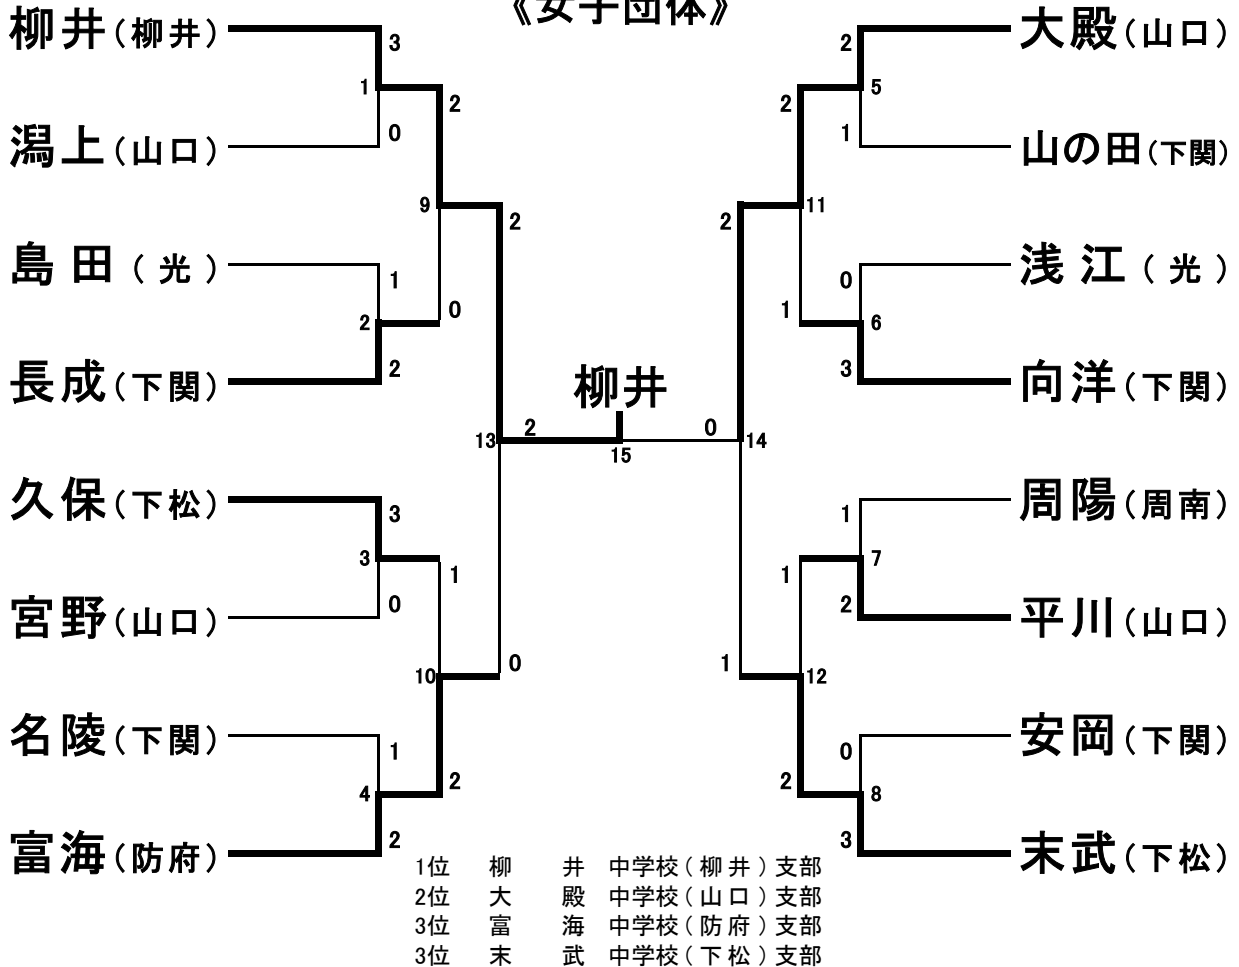 《女子団体》
柳井(柳井) 3 2 大殿(山口)
1 2 2 5
潟上(山口) 0 1 山の田(下関)
9 2 2 11
島田(光) 1 0 浅江(光)
2 0 1 6
長成(下関) 2 3 向洋(下関)
柳井
13 2 15 0 14
久保(下松) 3 1 周陽(周南)
3 1 1 7
宮野(山口) 0 2 平川(山口)
10 0 1 12
名陵(下関) 1 0 安岡(下関)
4 2 2 8
富海(防府) 2 3 末武(下松)
1位 柳井 中学校(柳井)支部
2位 大殿 中学校(山口)支部
3位 富海 中学校(防府)支部
3位 末武 中学校(下松)支部